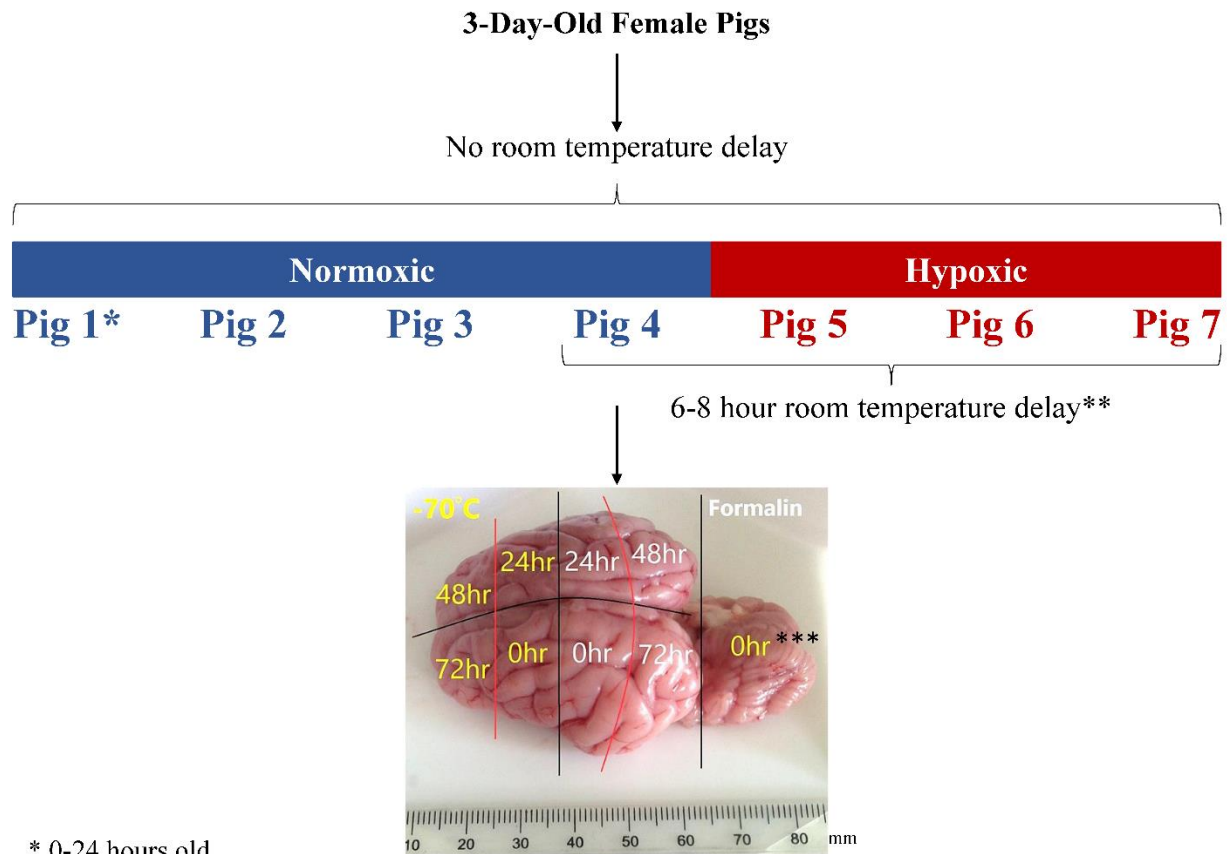 3-Day-Old Female Pigs
No room temperature delay
Normoxic Hypoxic
Pig 1* Pig 2 Pig 3 Pig 4 Pig 5 Pig 6 Pig 7
6-8 hour room temperature delay**
-70°C Formalin
24hr 24hr 48hr
48hr
72hr 0hr 0hr 72hr 0hr ***
10 20 30 40 50 60 70 80 mm
* 0-24 hours old